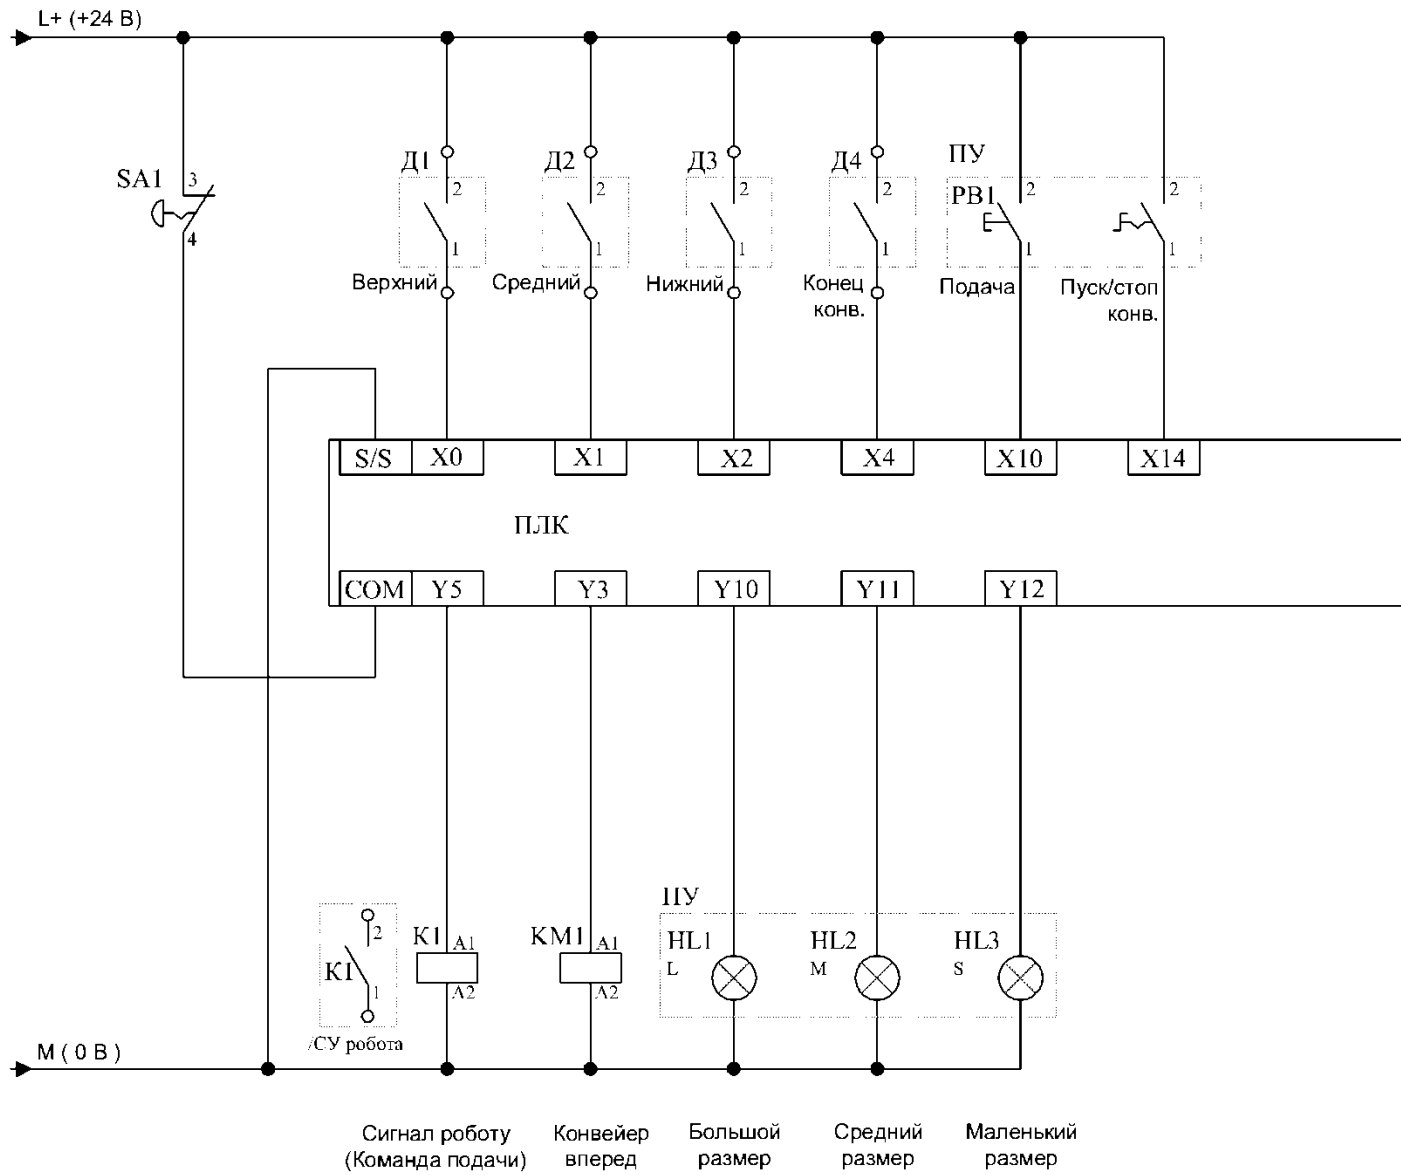 L+ (+24 В)
SA1
3
4
Д1
2
1
Верхний
Д2
2
1
Средний
Д3
2
1
Нижний
Д4
2
1
Конец
конв.
ПУ
PB1
2
1
Подача
2
1
Пуск/стоп
конв.
S/S
X0
X1
X2
X4
X10
X14
ПЛК
COM
Y5
Y3
Y10
Y11
Y12
K1
2
1
/СУ робота
K1
A1
A2
KM1
A1
A2
ПУ
HL1
L
HL2
M
HL3
S
M ( 0 В )
Сигнал роботу
(Команда подачи)
Конвейер
вперед
Большой
размер
Средний
размер
Маленький
размер